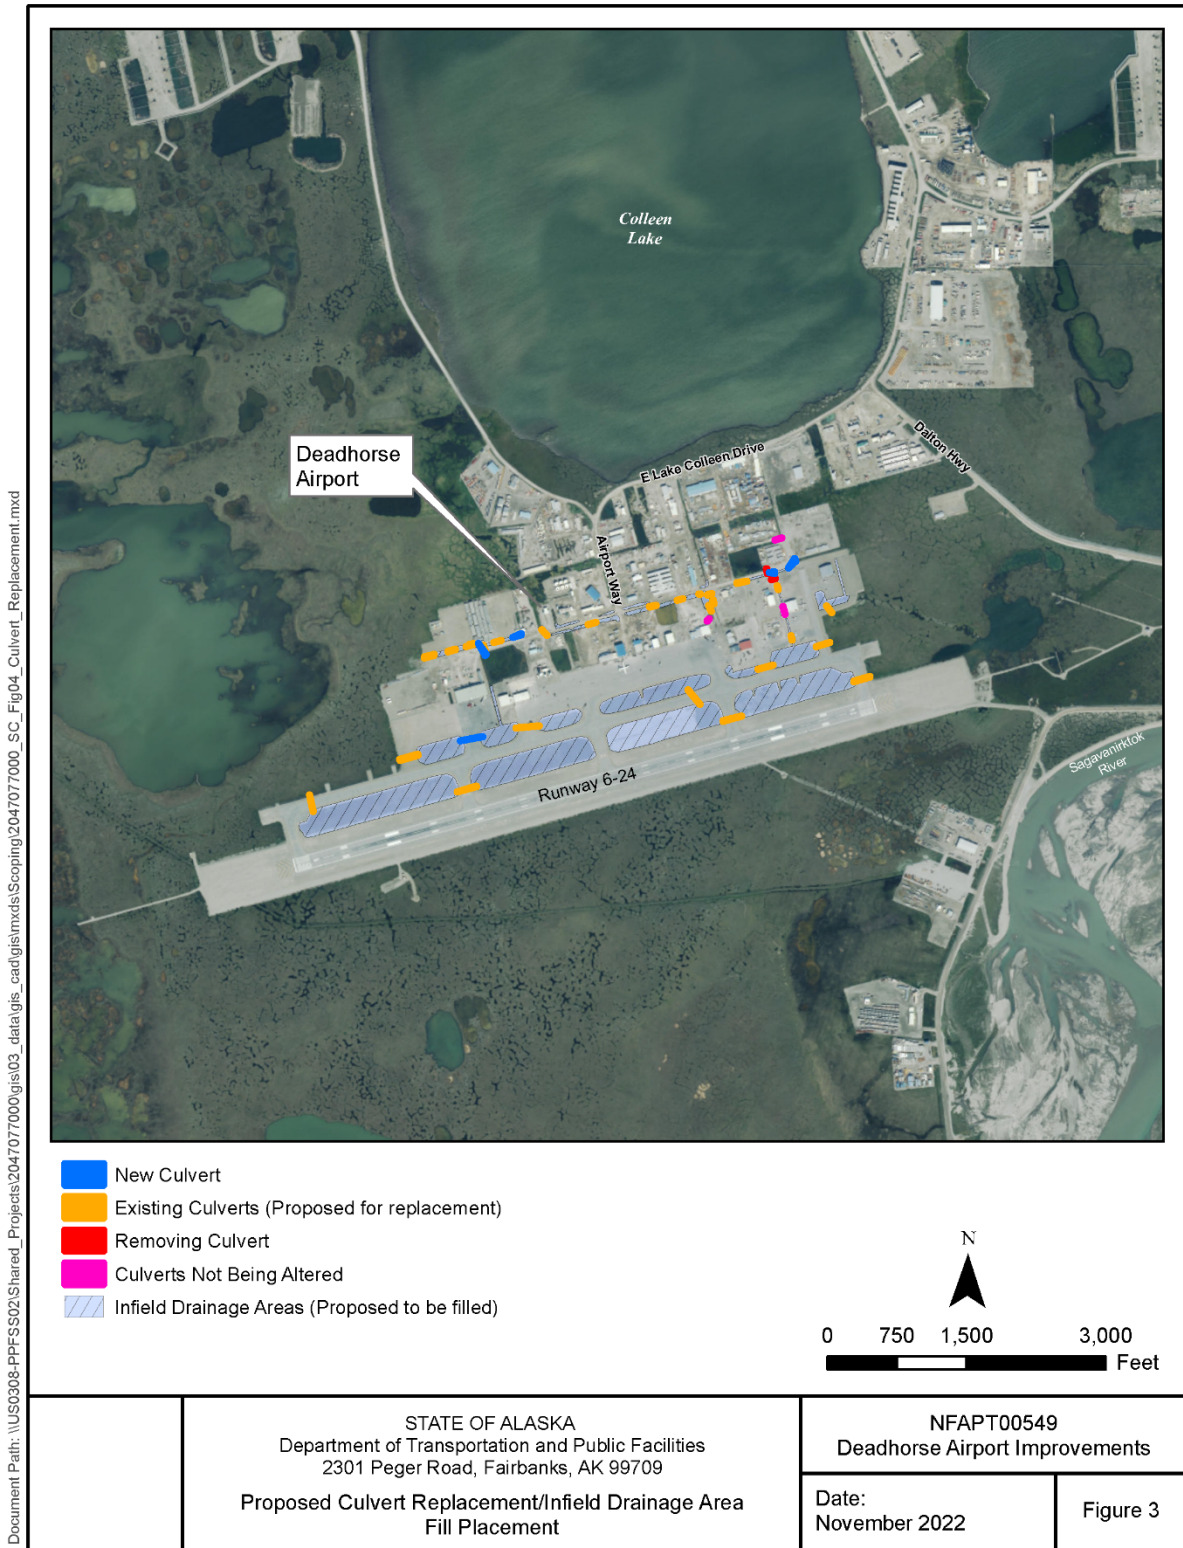 Colleen
Lake
Deadhorse
Airport
E Lake Colleen Drive
Dalton Hwy
Airport Way
Sagavanirktok
River
Runway 6-24
New Culvert
Existing Culverts (Proposed for replacement)
Removing Culvert
Culverts Not Being Altered
Infield Drainage Areas (Proposed to be filled)
N
0 750 1,500 3,000
Feet
STATE OF ALASKA
Department of Transportation and Public Facilities
2301 Peger Road, Fairbanks, AK 99709
Proposed Culvert Replacement/Infield Drainage Area
Fill Placement
NFAPT00549
Deadhorse Airport Improvements
Date:
November 2022
Figure 3
Document Path: \\US0308-PPFSS02\Shared_Projects\2047077000\gis\03_data\gis_cad\gis\mxds\Scoping\2047077000_SC_Fig04_Culvert_Replacement.mxd